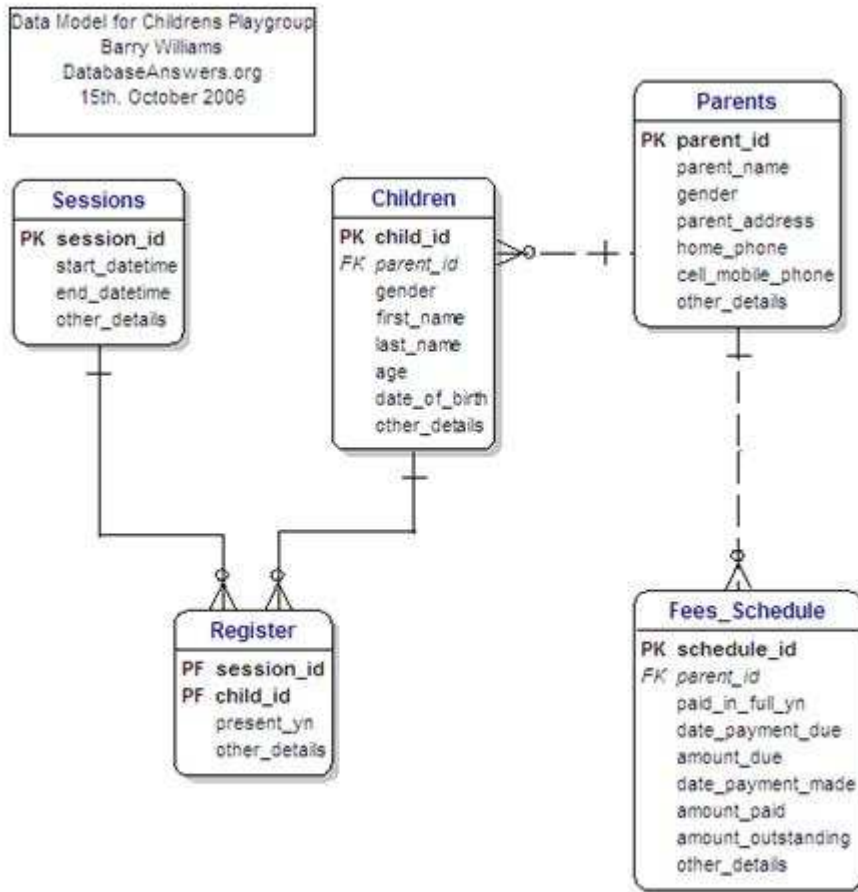 Data Model for Childrens Playgroup
Barry Williams
DatabaseAnswers.org
15th. October 2006
Parents
PK parent_id
parent_name
gender
parent_address
home_phone
cell_mobile_phone
other_details
Sessions
PK session_id
start_datetime
end_datetime
other_details
Children
PK child_id
FK parent_id
gender
first_name
last_name
age
date_of_birth
other_details
Register
PF session_id
PF child_id
present_yn
other_details
Fees_Schedule
PK schedule_id
FK parent_id
paid_in_full_yn
date_payment_due
amount_due
date_payment_made
amount_paid
amount_outstanding
other_details